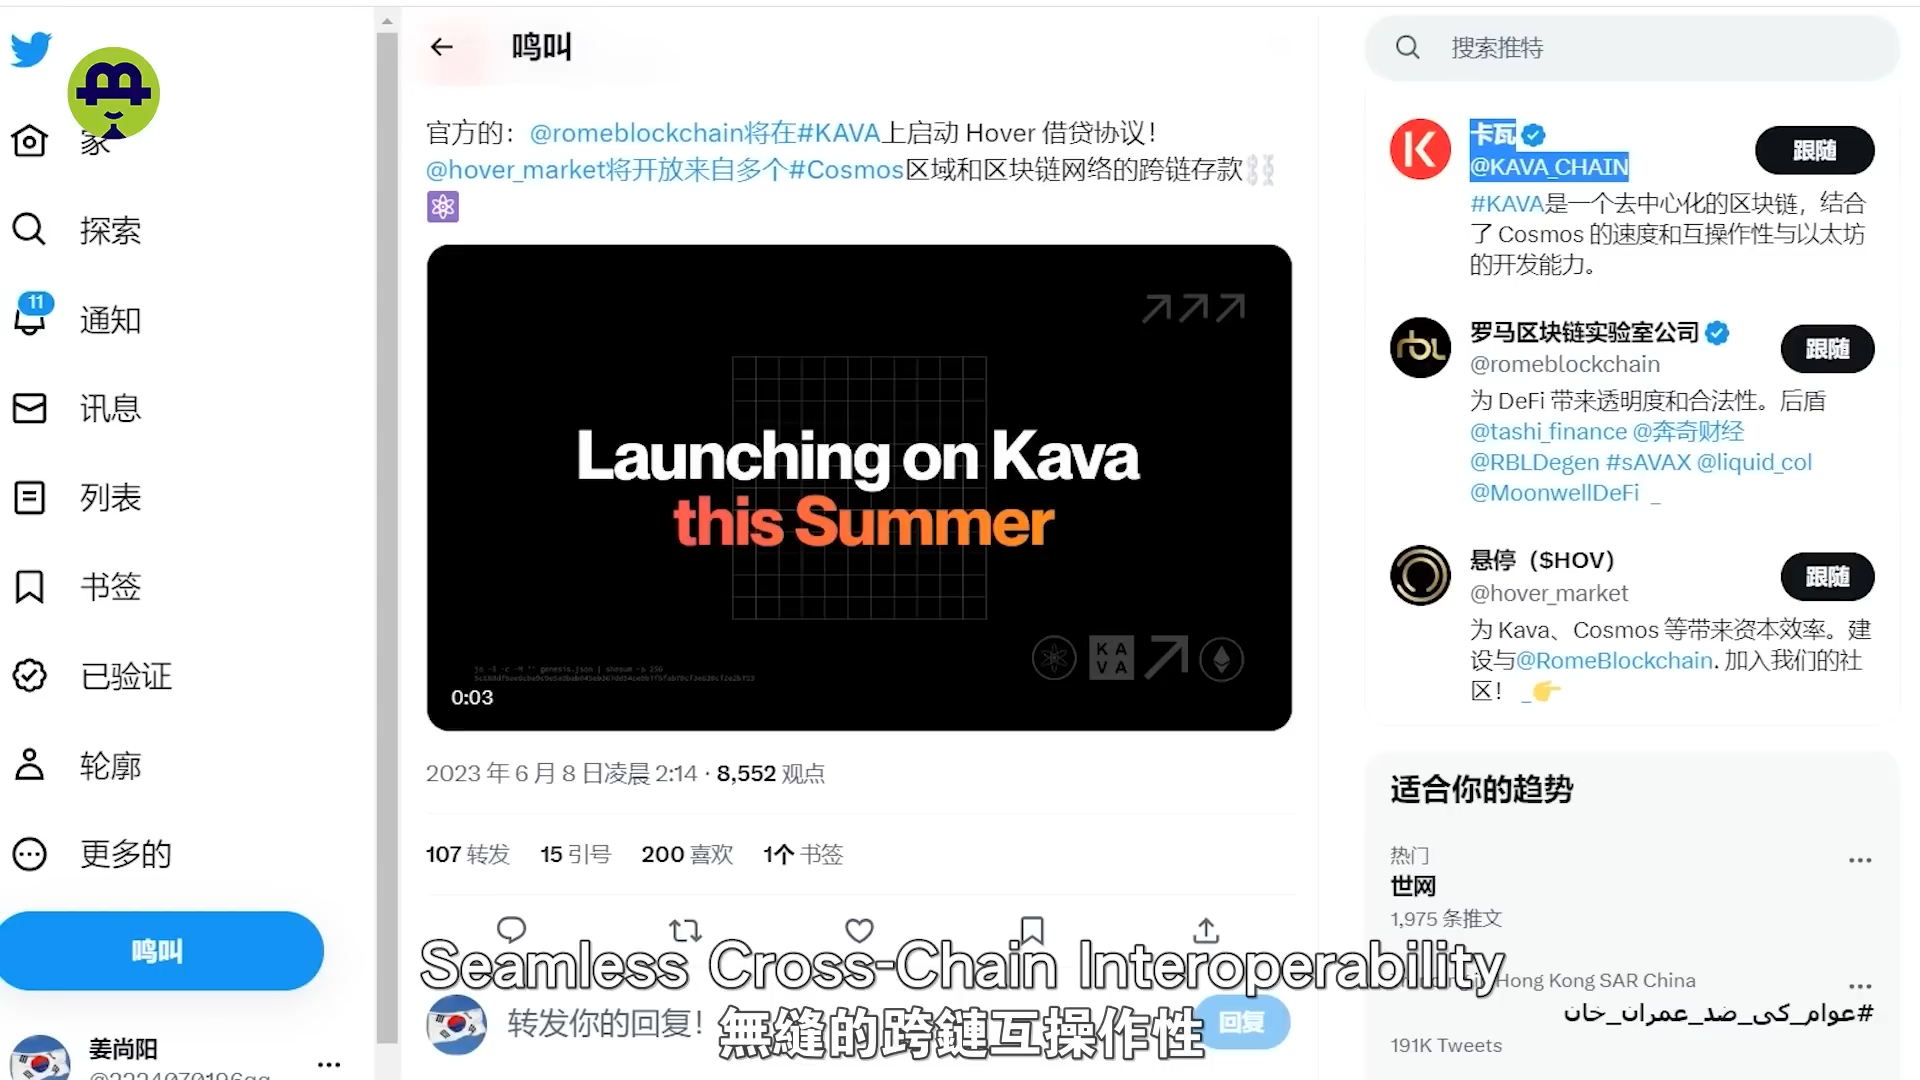 家
探索
11
通知
讯息
列表
书签
已验证
轮廓
更多的
鸣叫
姜尚阳
鸣叫
官方的：@romeblockchain将在#KAVA上启动 Hover 借贷协议！
@hover_market将开放来自多个#Cosmos区域和区块链网络的跨链存款
Launching on Kava
this Summer
KA
VA
0:03
2023 年 6 月 8 日凌晨 2:14 · 8,552 观点
107 转发 15 引号 200 喜欢 1个 书签
转发你的回复！
回复
Seamless Cross-Chain Interoperability
無縫的跨鏈互操作性
搜索推特
卡瓦
@KAVA_CHAIN
跟随
#KAVA是一个去中心化的区块链，结合
了 Cosmos 的速度和互操作性与以太坊
的开发能力。
rbl
罗马区块链实验室公司
@romeblockchain
跟随
为 DeFi 带来透明度和合法性。后盾
@tashi_finance @奔奇财经
@RBLDegen #sAVAX @liquid_col
@MoonwellDeFi _
悬停（$HOV）
@hover_market
跟随
为 Kava、Cosmos 等带来资本效率。建
设与@RomeBlockchain. 加入我们的社
区！ _
适合你的趋势
热门
世网
1,975 条推文
Hong Kong SAR China
#عوام_کی_ضد_عمران_خان
191K Tweets